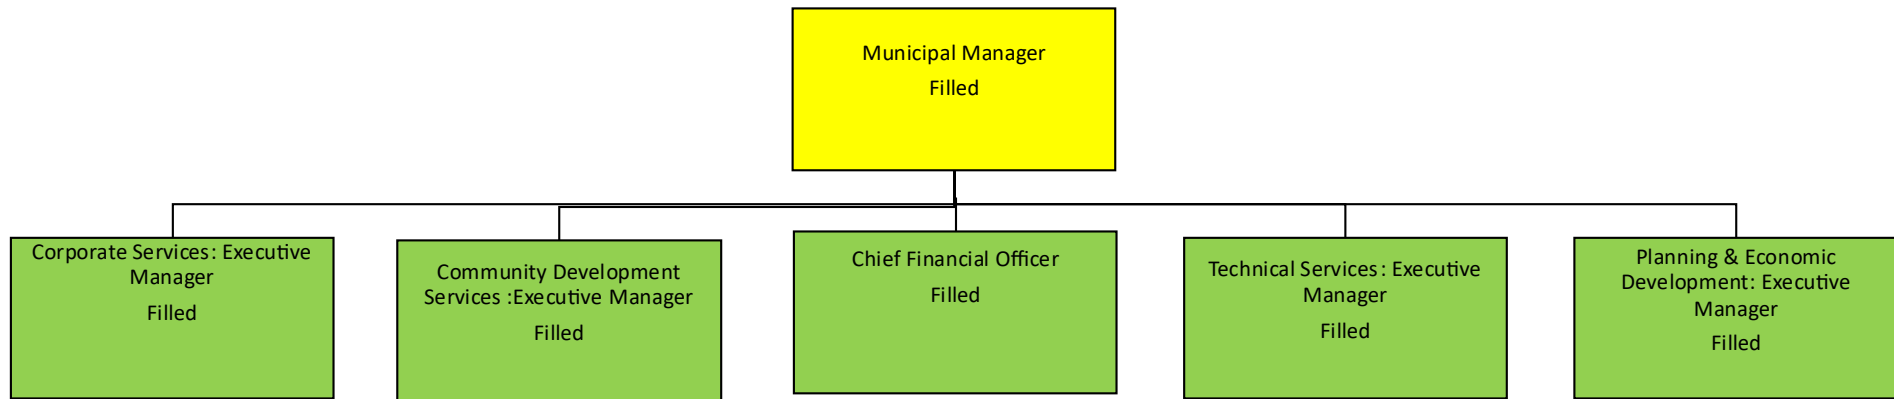 Municipal Manager
Filled
Corporate Services: Executive
Manager
Filled
Community Development
Services :Executive Manager
Filled
Chief Financial Officer
Filled
Technical Services: Executive
Manager
Filled
Planning & Economic
Development: Executive
Manager
Filled